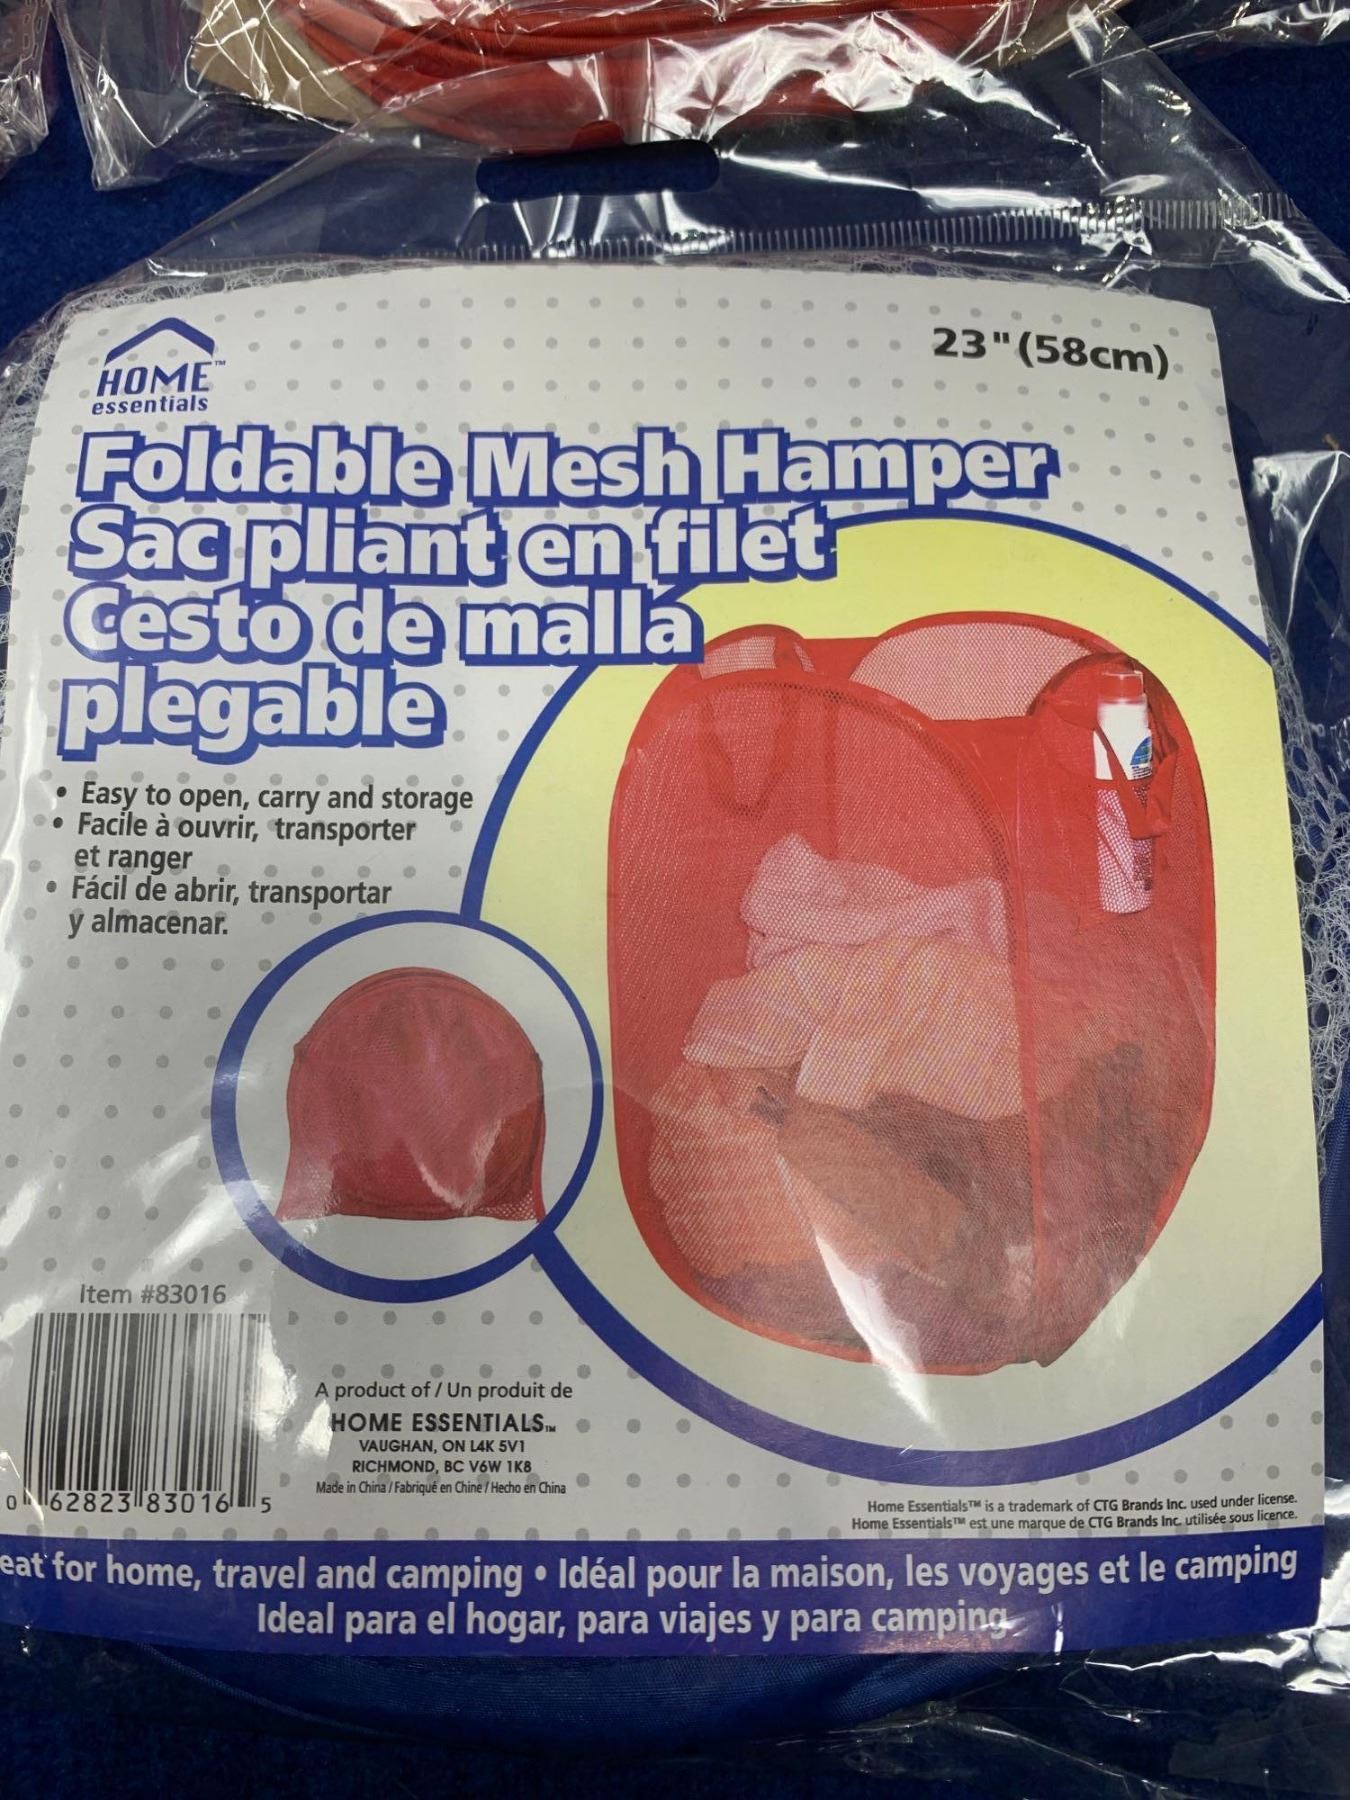 HOME™
essentials
23" (58cm)
Foldable Mesh Hamper
Sac pliant en filet
Cesto de malla
plegable
• Easy to open, carry and storage
• Facile à ouvrir, transporter
et ranger
• Fácil de abrir, transportar
y almacenar.
Item #83016
0 62823 83016 5
A product of / Un produit de
HOME ESSENTIALS™
VAUGHAN, ON L4K 5V1
RICHMOND, BC V6W 1K8
Made in China / Fabriqué en Chine / Hecho en China
Home Essentials™ is a trademark of CTG Brands Inc. used under license.
Home Essentials™ est une marque de CTG Brands Inc. utilisée sous licence.
eat for home, travel and camping • Idéal pour la maison, les voyages et le camping
Ideal para el hogar, para viajes y para camping